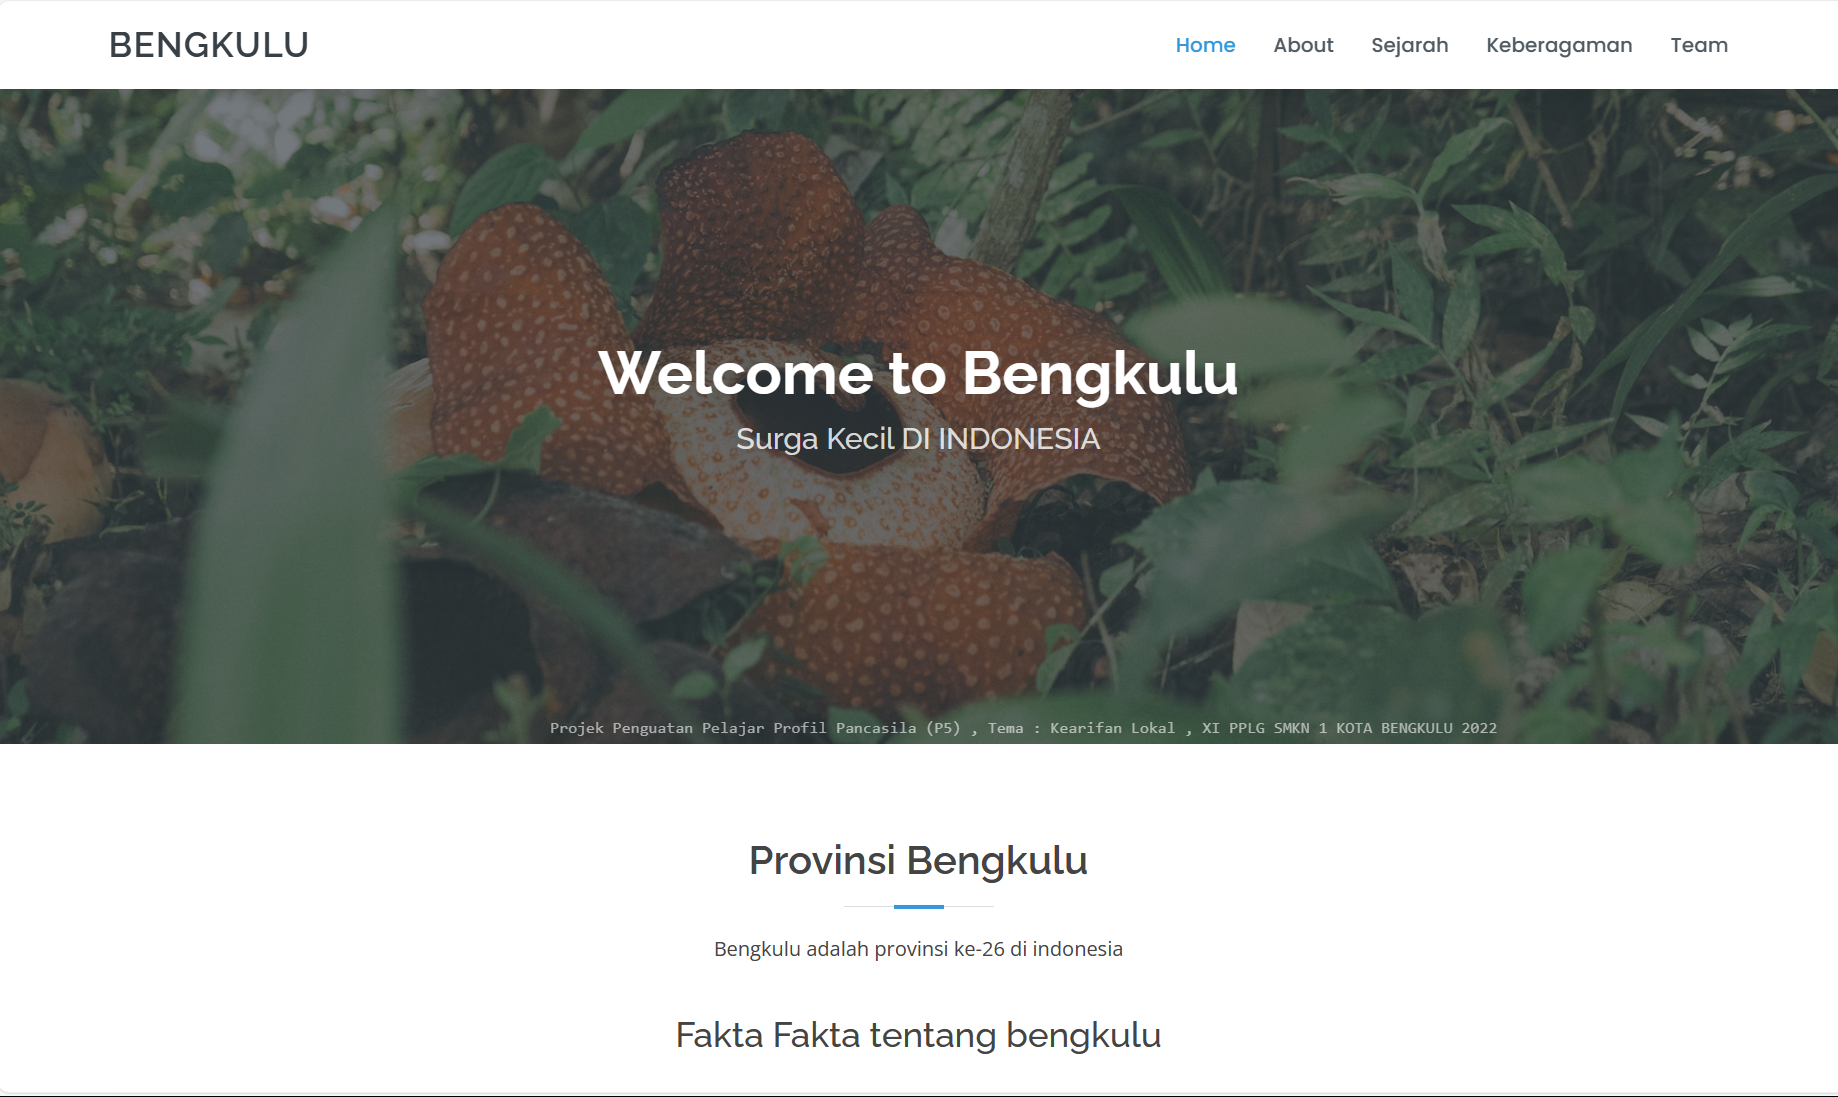 BENGKULU
Home About Sejarah Keberagaman Team
Welcome to Bengkulu
Surga Kecil DI INDONESIA
Projek Penguatan Pelajar Profil Pancasila (P5) , Tema : Kearifan Lokal , XI PPLG SMKN 1 KOTA BENGKULU 2022
Provinsi Bengkulu
Bengkulu adalah provinsi ke-26 di indonesia
Fakta Fakta tentang bengkulu